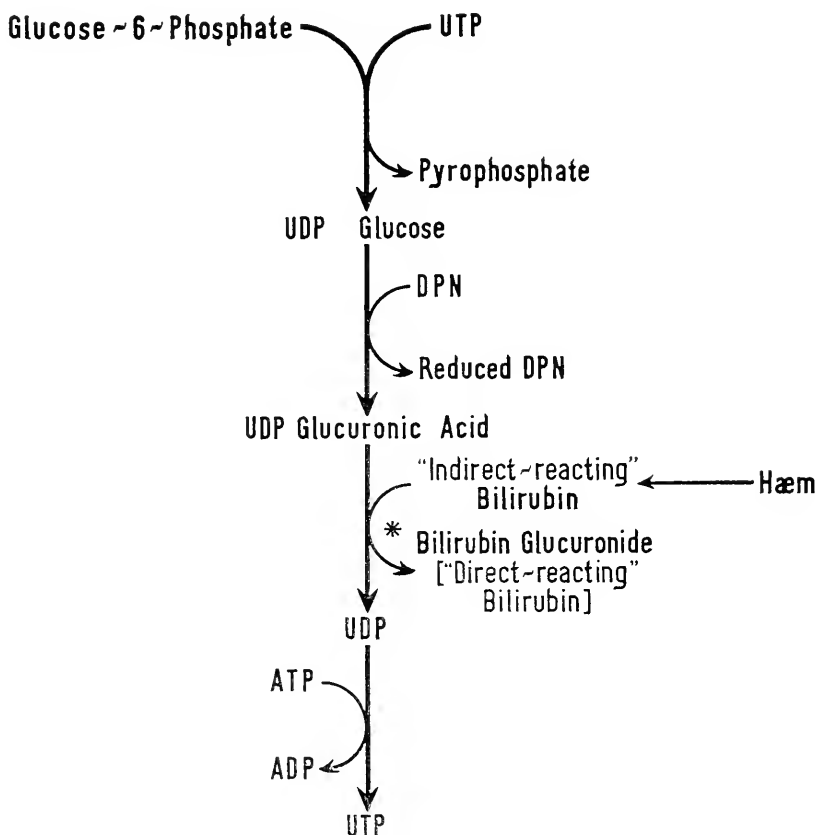 Glucose~6~Phosphate
UTP
Pyrophosphate
UDP Glucose
DPN
Reduced DPN
UDP Glucuronic Acid
"Indirect~reacting"
Bilirubin
Hæm
*
Bilirubin Glucuronide
["Direct~reacting"
Bilirubin]
UDP
ATP
ADP
UTP